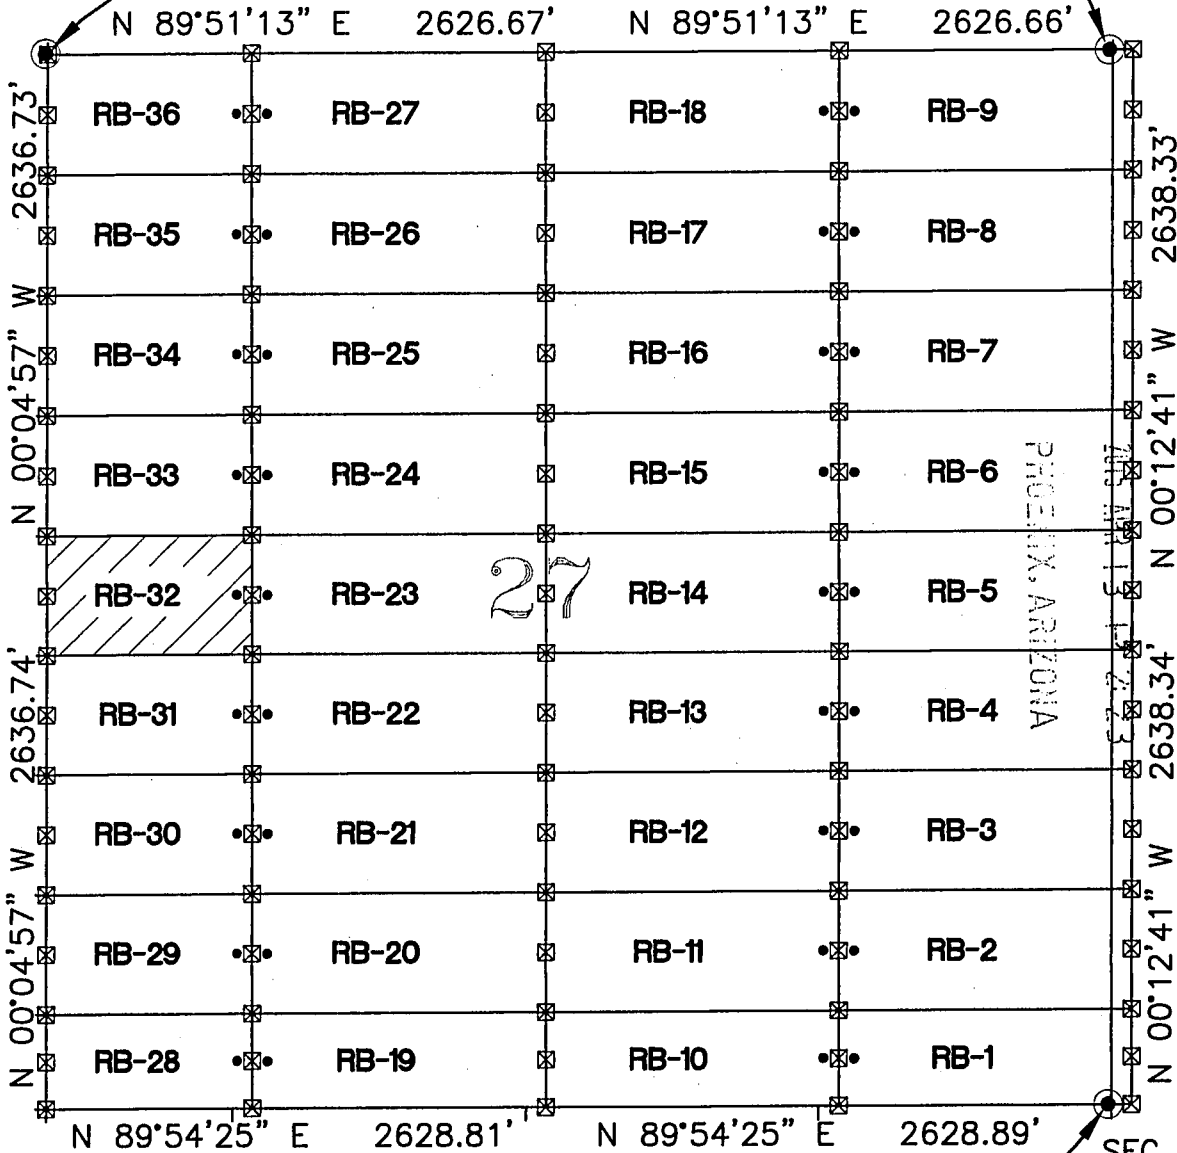 N 89°51'13" E 2626.67' N 89°51'13" E 2626.66'
N 00°04'57" W 2636.73'
N 00°12'41" W 2638.33'
RB-36 RB-27 RB-18 RB-9
RB-35 RB-26 RB-17 RB-8
RB-34 RB-25 RB-16 RB-7
RB-33 RB-24 RB-15 RB-6
RB-32 RB-23 27 RB-14 RB-5
PHOENIX, ARIZONA
RB-31 RB-22 RB-13 RB-4
RB-30 RB-21 RB-12 RB-3
RB-29 RB-20 RB-11 RB-2
RB-28 RB-19 RB-10 RB-1
N 00°04'57" W 2636.74'
N 00°12'41" W 2638.34'
N 89°54'25" E 2628.81' N 89°54'25" E 2628.89'
SEC